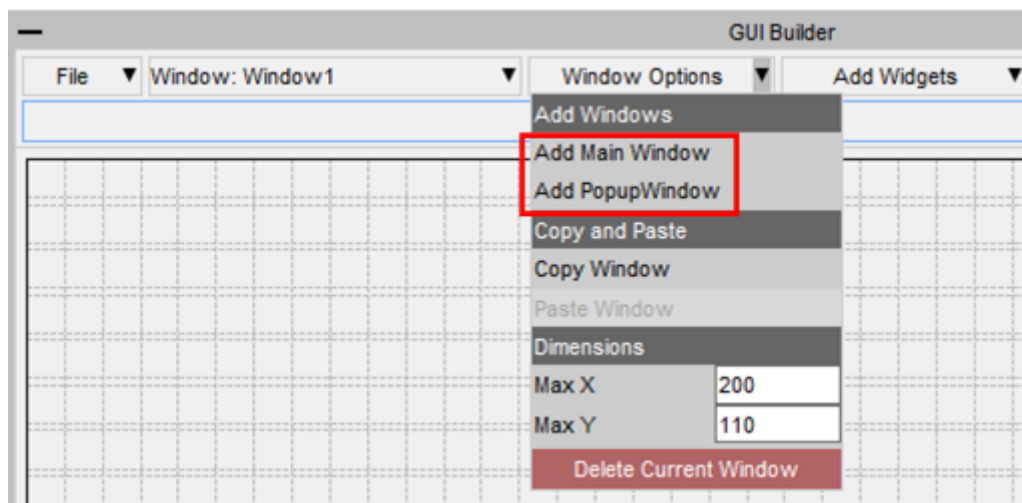 GUI Builder
File Window: Window1 Window Options Add Widgets
Add Windows
Add Main Window
Add PopupWindow
Copy and Paste
Copy Window
Paste Window
Dimensions
Max X 200
Max Y 110
Delete Current Window